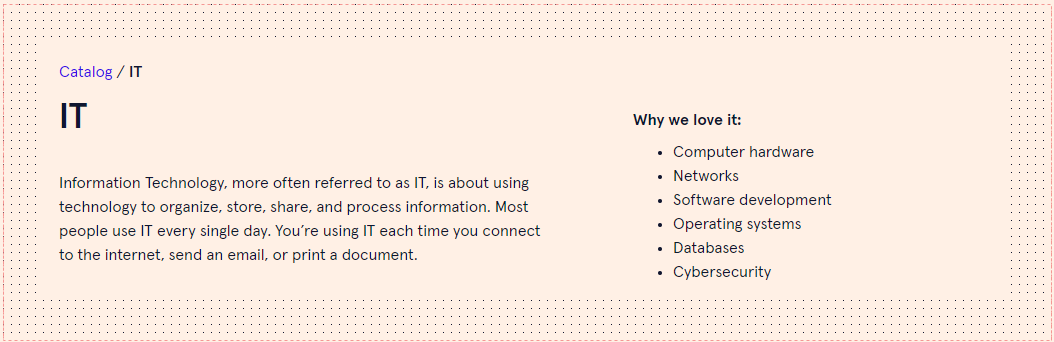 Catalog / IT
IT
Information Technology, more often referred to as IT, is about using
technology to organize, store, share, and process information. Most
people use IT every single day. You’re using IT each time you connect
to the internet, send an email, or print a document.
Why we love it:
• Computer hardware
• Networks
• Software development
• Operating systems
• Databases
• Cybersecurity